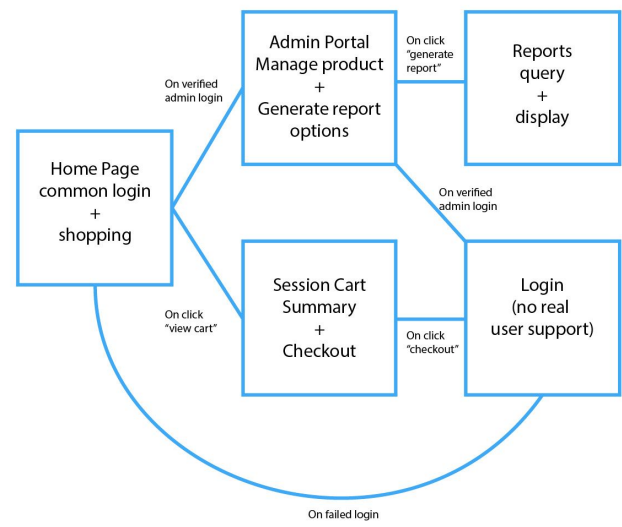 Home Page
common login
+
shopping
On verified
admin login
Admin Portal
Manage product
+
Generate report
options
On click
"generate
report"
Reports
query
+
display
On verified
admin login
On click
"view cart"
Session Cart
Summary
+
Checkout
On click
"checkout"
Login
(no real
user support)
On failed login